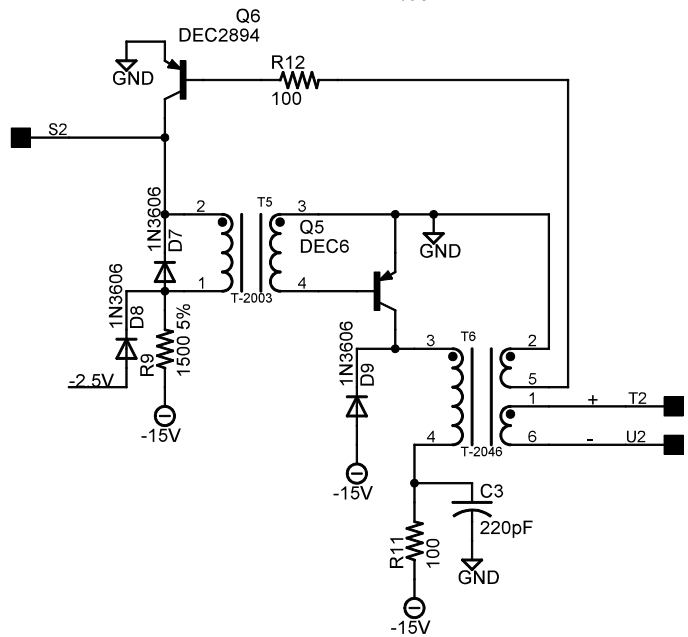 Q6
DEC2894
GND
R12
100
S2
1N3606
D7
2
1
T5
T-2003
3
4
Q5
DEC6
GND
1N3606
D8
-2.5V
R9
1500 5%
-15V
1N3606
D9
-15V
3
4
T6
T-2046
2
5
1
6
+
T2
-
U2
C3
220pF
GND
R11
100
-15V